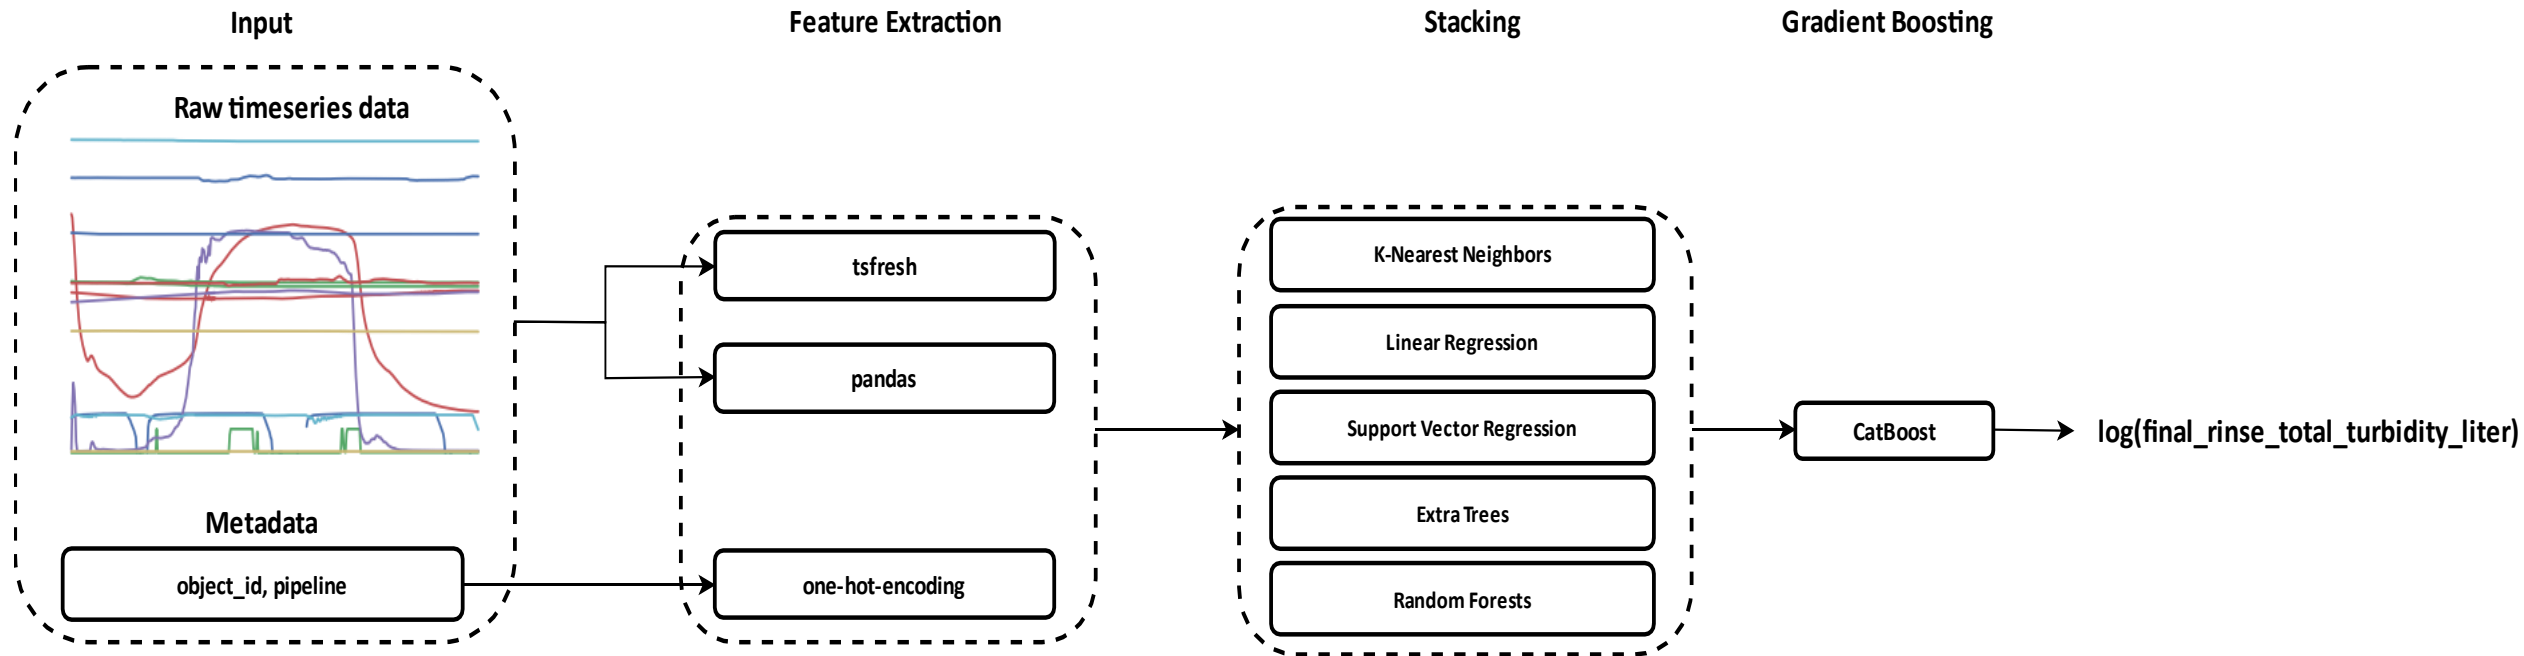 Input
Feature Extraction
Stacking
Gradient Boosting
Raw timeseries data
Metadata
object_id, pipeline
tsfresh
pandas
one-hot-encoding
K-Nearest Neighbors
Linear Regression
Support Vector Regression
Extra Trees
Random Forests
CatBoost
log(final_rinse_total_turbidity_liter)